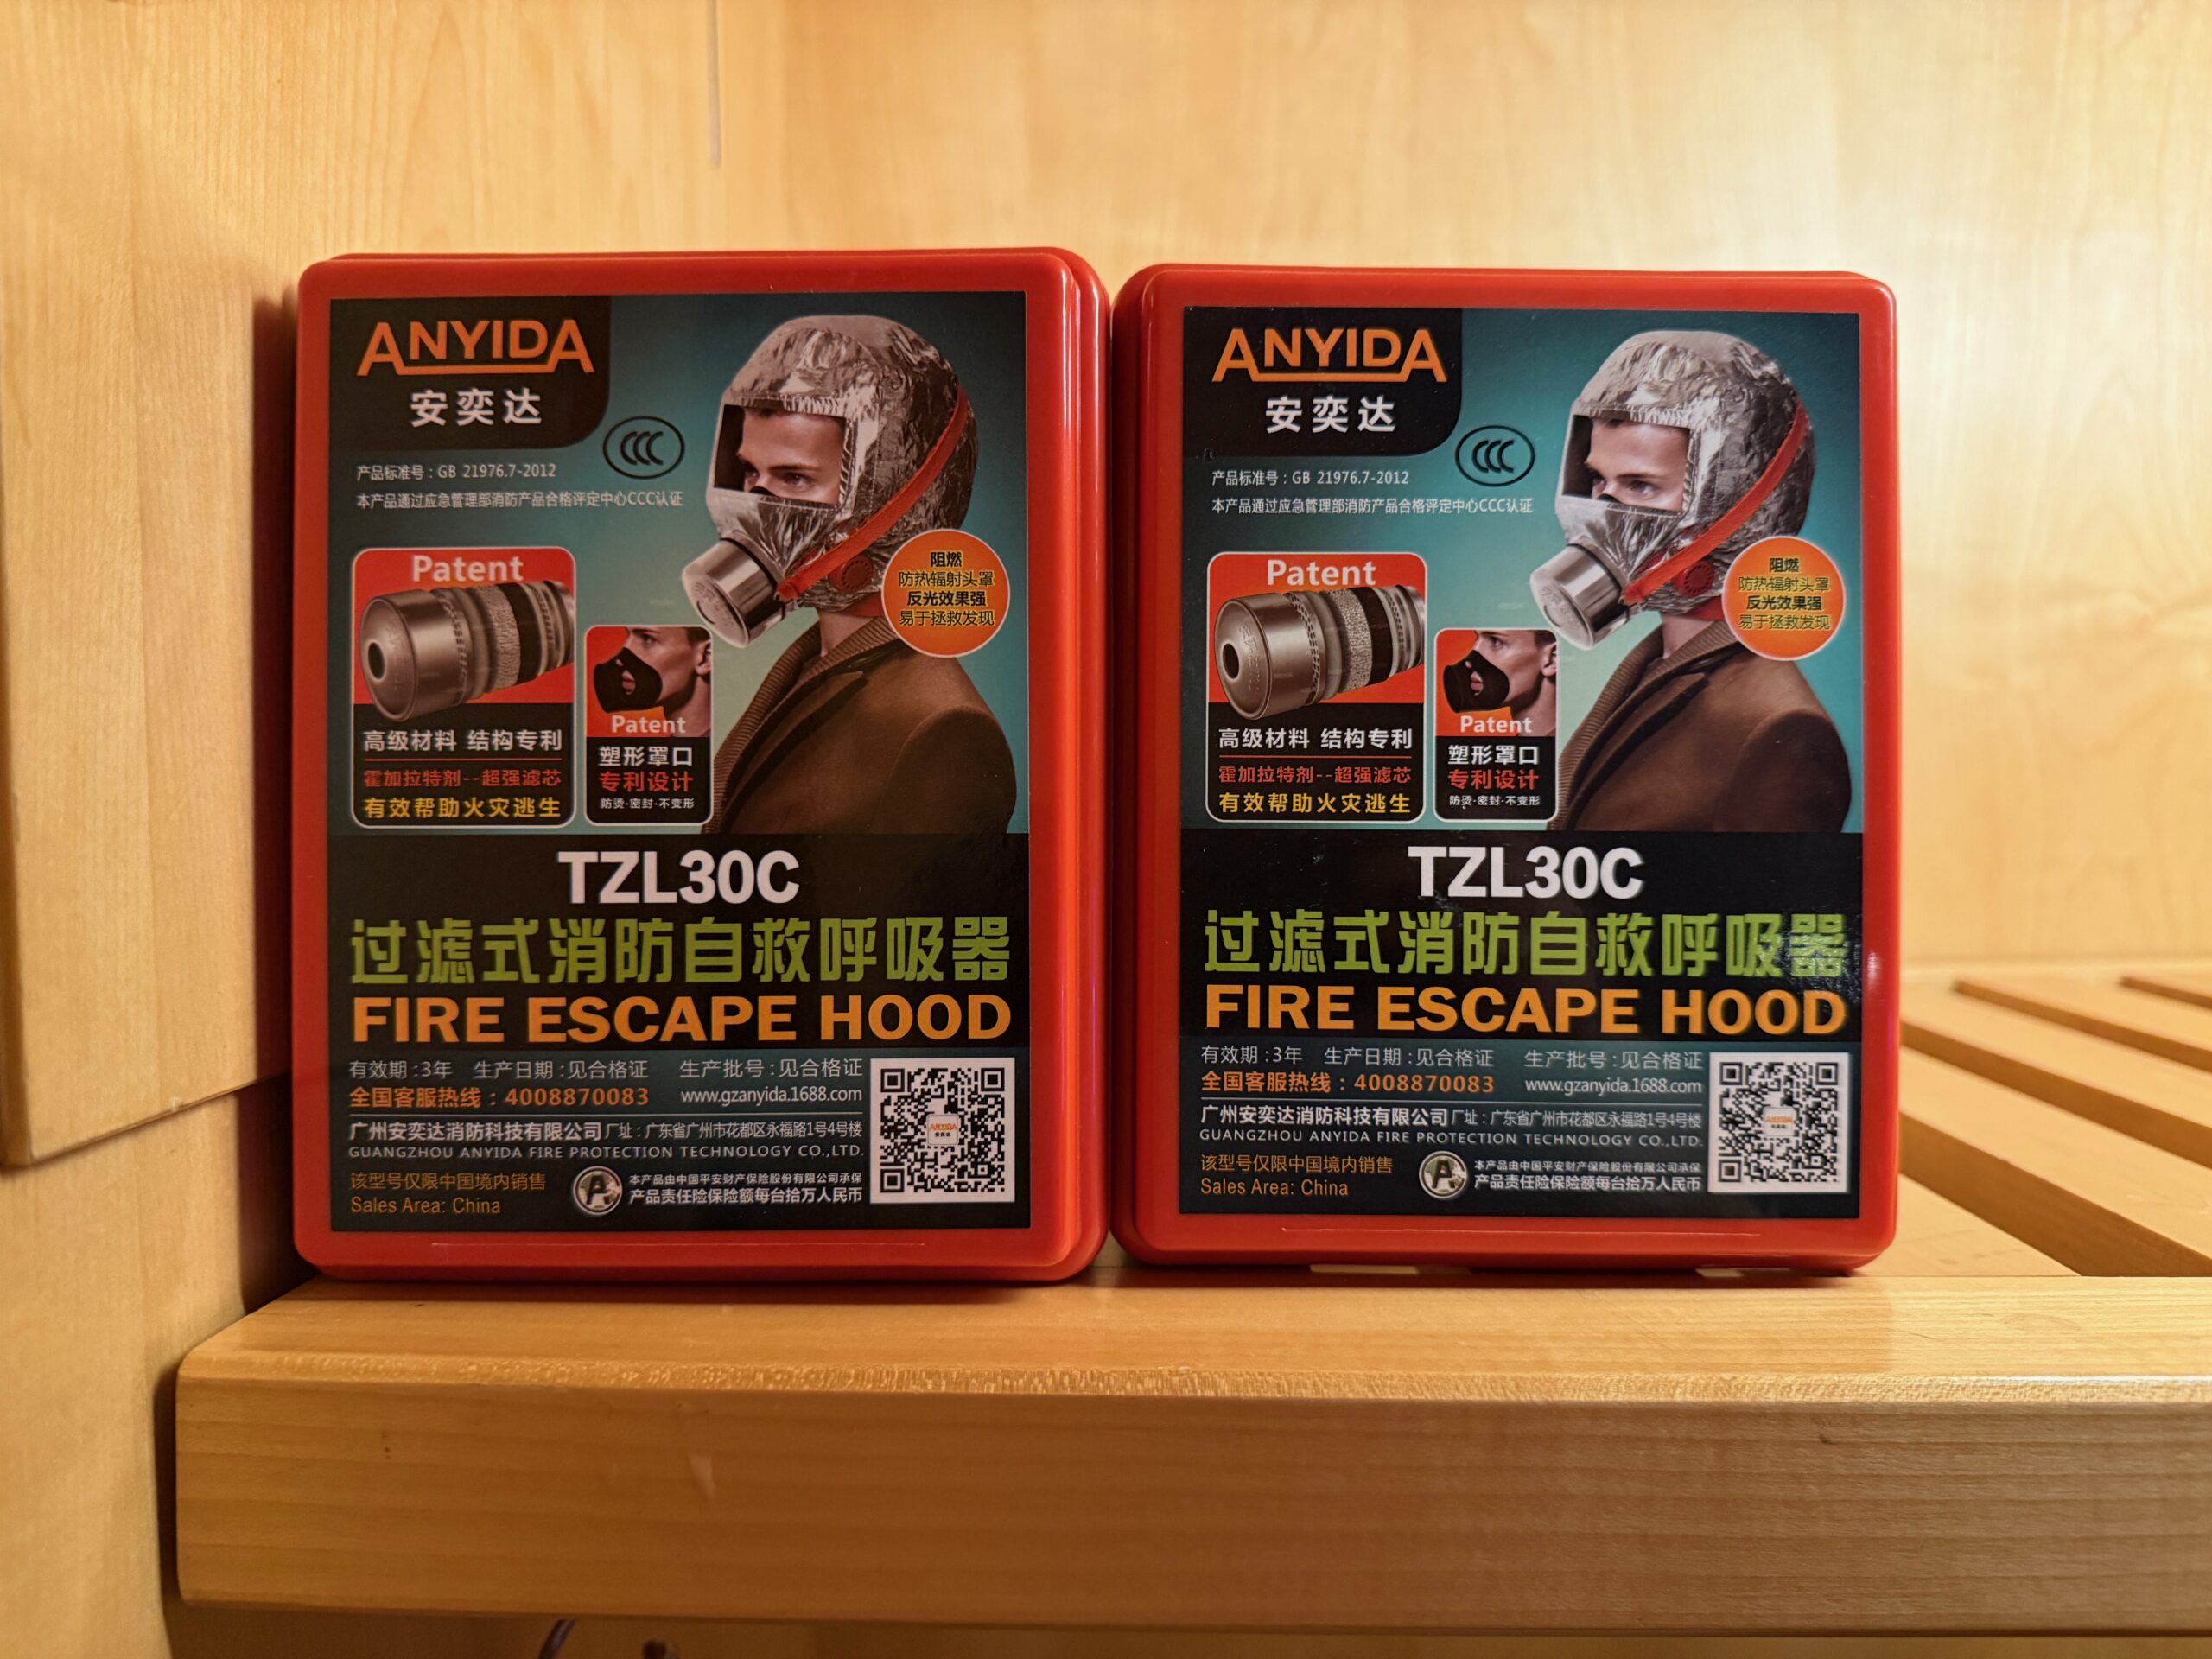 ANYIDA
安奕达
CCC
产品标准号：GB 21976.7-2012
本产品通过应急管理部消防产品合格评定中心CCC认证
阻燃
防热辐射头罩
反光效果强
易于拯救发现
Patent
高级材料 结构专利
霍加拉特剂--超强滤芯
有效帮助火灾逃生
Patent
塑形罩口
专利设计
防烫·密封·不变形
TZL30C
过滤式消防自救呼吸器
FIRE ESCAPE HOOD
有效期：3年 生产日期：见合格证 生产批号：见合格证
全国客服热线：4008870083 www.gzanyida.1688.com
广州安奕达消防科技有限公司 厂址：广东省广州市花都区永福路1号4号楼
GUANGZHOU ANYIDA FIRE PROTECTION TECHNOLOGY CO.,LTD.
该型号仅限中国境内销售
Sales Area: China
本产品由中国平安财产保险股份有限公司承保
产品责任险保险额每台拾万人民币
ANYIDA
安奕达
CCC
产品标准号：GB 21976.7-2012
本产品通过应急管理部消防产品合格评定中心CCC认证
阻燃
防热辐射头罩
反光效果强
易于拯救发现
Patent
高级材料 结构专利
霍加拉特剂--超强滤芯
有效帮助火灾逃生
Patent
塑形罩口
专利设计
防烫·密封·不变形
TZL30C
过滤式消防自救呼吸器
FIRE ESCAPE HOOD
有效期：3年 生产日期：见合格证 生产批号：见合格证
全国客服热线：4008870083 www.gzanyida.1688.com
广州安奕达消防科技有限公司 厂址：广东省广州市花都区永福路1号4号楼
GUANGZHOU ANYIDA FIRE PROTECTION TECHNOLOGY CO.,LTD.
该型号仅限中国境内销售
Sales Area: China
本产品由中国平安财产保险股份有限公司承保
产品责任险保险额每台拾万人民币